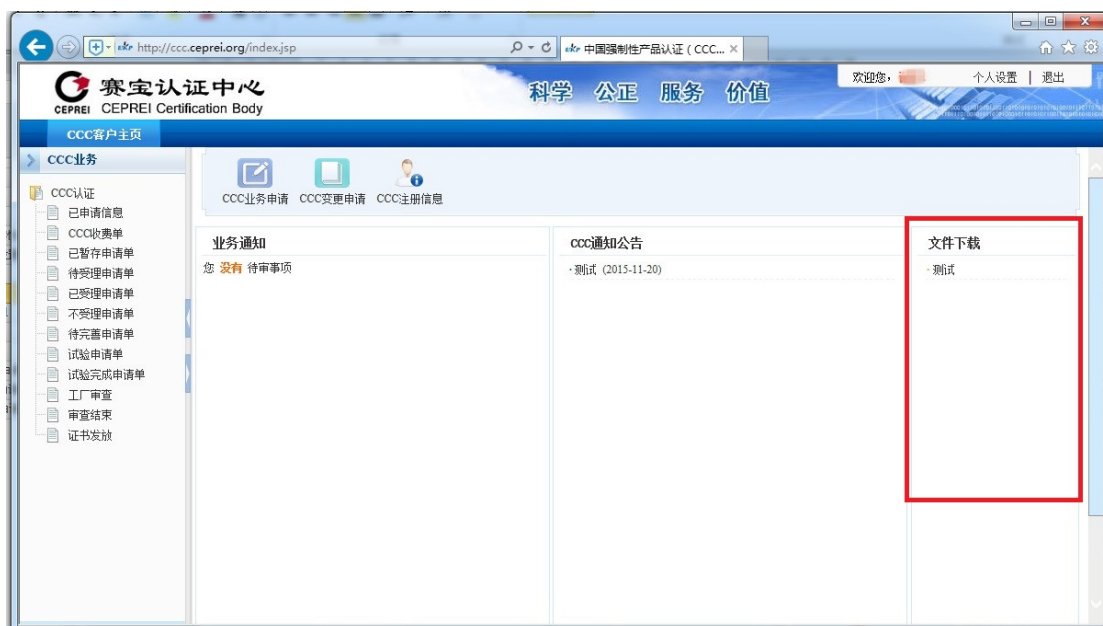 http://ccc.ceprei.org/index.jsp
中国强制性产品认证 ( CCC...
赛宝认证中心
CEPREI
CEPREI Certification Body
科学 公正 服务 价值
欢迎您，
个人设置 | 退出
CCC客户主页
CCC业务
CCC认证
已申请信息
CCC收费单
已暂存申请单
待受理申请单
已受理申请单
不受理申请单
待完善申请单
试验申请单
试验完成申请单
工厂审查
审查结束
证书发放
CCC业务申请 CCC变更申请 CCC注册信息
业务通知
您 没有 待审事项
CCC通知公告
·测试 (2015-11-20)
文件下载
·测试